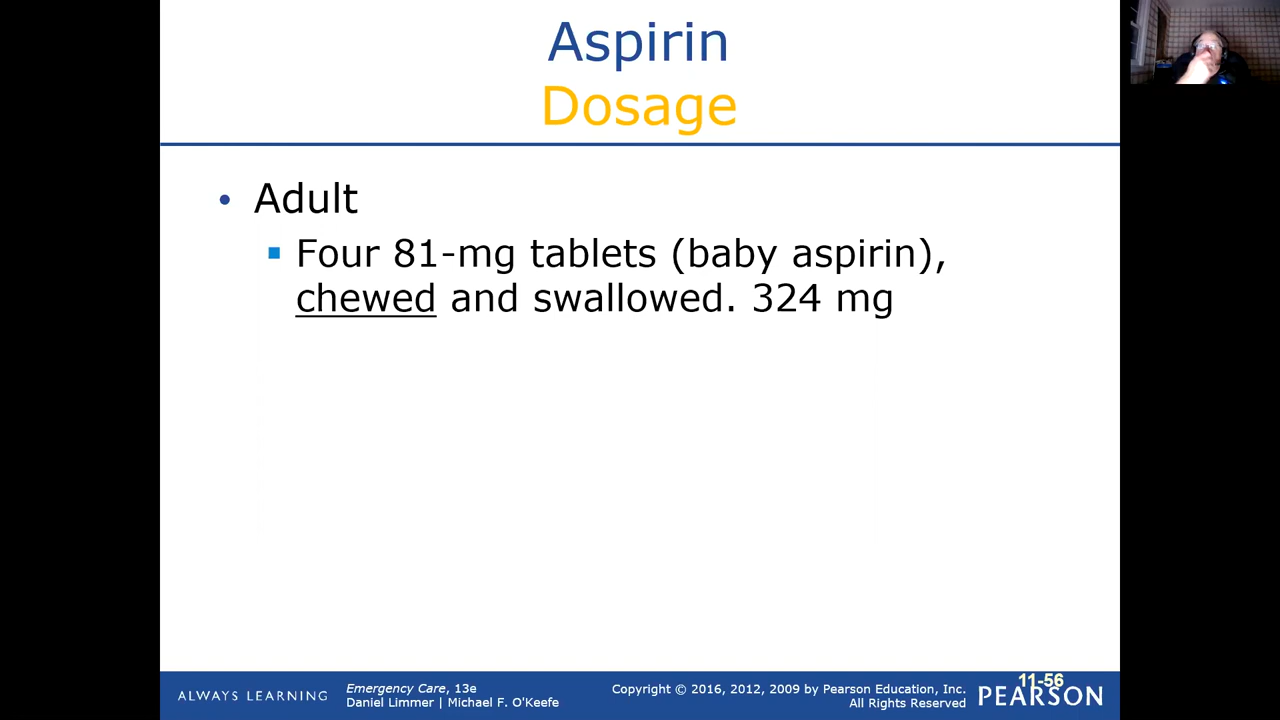 Aspirin
Dosage
• Adult
▪ Four 81-mg tablets (baby aspirin),
chewed and swallowed. 324 mg
ALWAYS LEARNING
Emergency Care, 13e
Daniel Limmer | Michael F. O'Keefe
Copyright © 2016, 2012, 2009 by Pearson Education, Inc.
All Rights Reserved
11-56
PEARSON